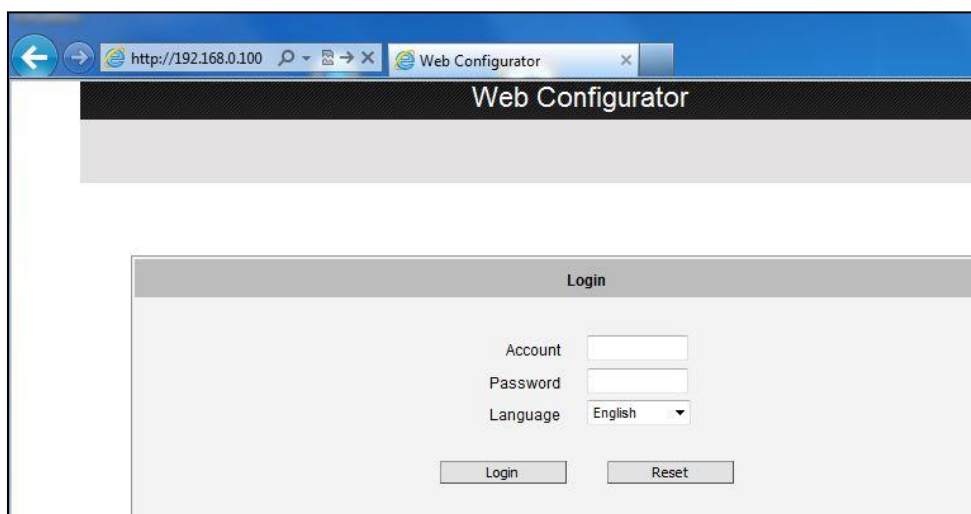 http://192.168.0.100 Web Configurator
Web Configurator
Login
Account
Password
Language English
Login Reset